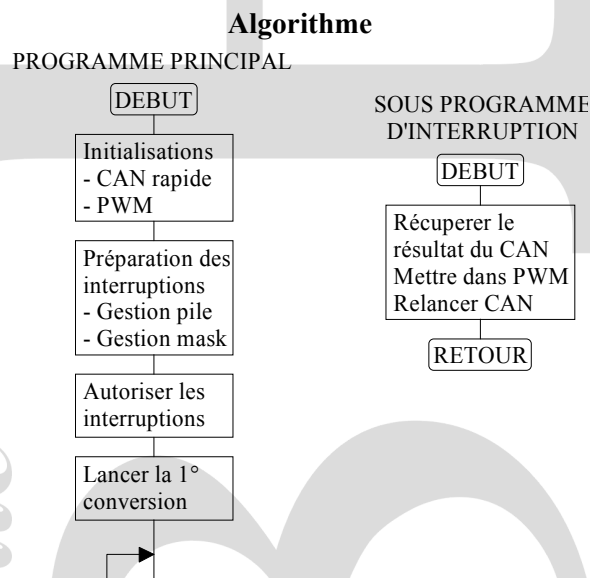 Algorithme
PROGRAMME PRINCIPAL
DEBUT
Initialisations
- CAN rapide
- PWM
Préparation des
interruptions
- Gestion pile
- Gestion mask
Autoriser les
interruptions
Lancer la 1°
conversion
SOUS PROGRAMME
D'INTERRUPTION
DEBUT
Récuperer le
résultat du CAN
Mettre dans PWM
Relancer CAN
RETOUR